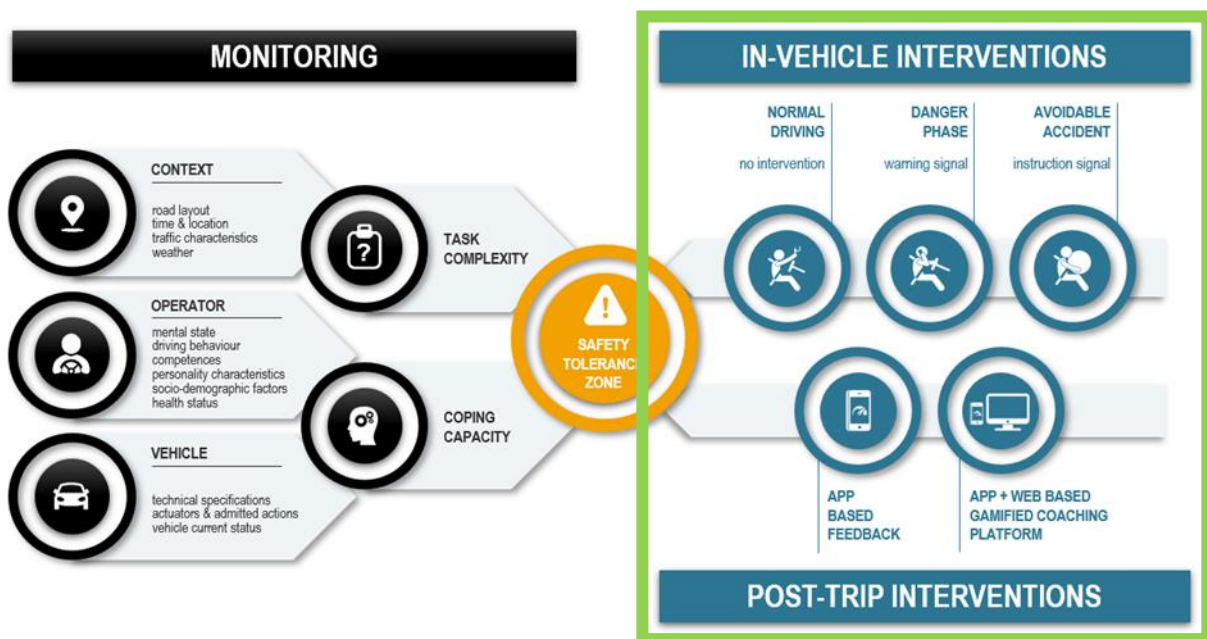 MONITORING
CONTEXT
road layout
time & location
traffic characteristics
weather
OPERATOR
mental state
driving behaviour
competences
personality characteristics
socio-demographic factors
health status
VEHICLE
technical specifications
actuators & admitted actions
vehicle current status
?
TASK
COMPLEXITY
COPING
CAPACITY
!
SAFETY
TOLERANCE
ZONE
IN-VEHICLE INTERVENTIONS
NORMAL
DRIVING
no intervention
DANGER
PHASE
warning signal
AVOIDABLE
ACCIDENT
instruction signal
APP
BASED
FEEDBACK
APP + WEB BASED
GAMIFIED COACHING
PLATFORM
POST-TRIP INTERVENTIONS